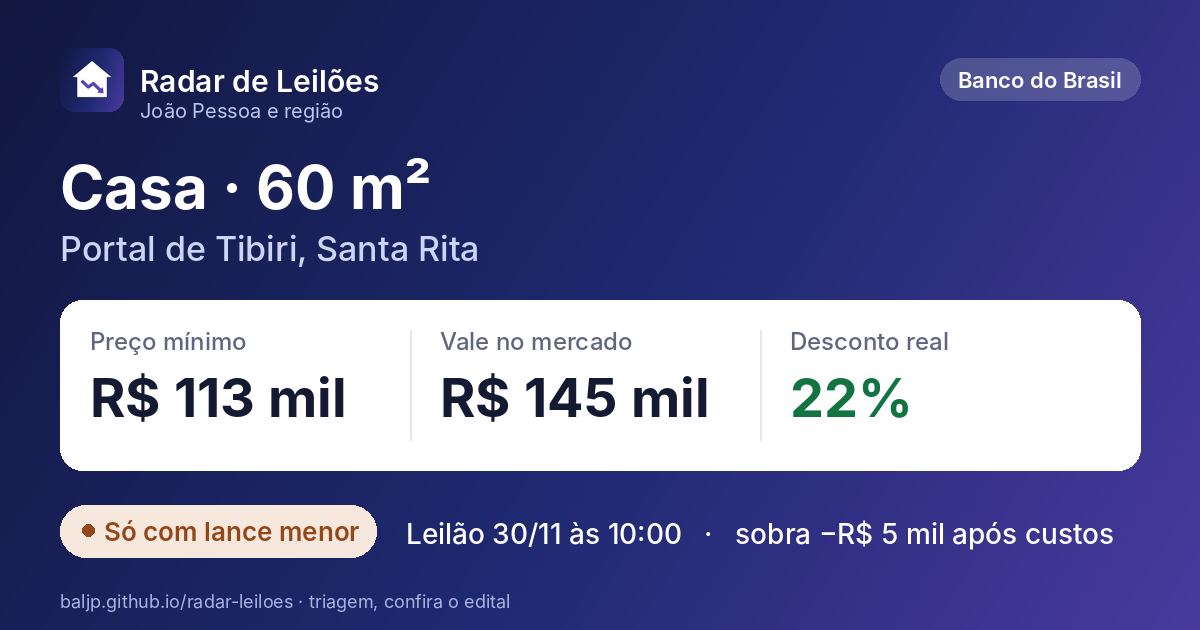 Radar de Leilões
João Pessoa e região
Banco do Brasil
Casa · 60 m²
Portal de Tibiri, Santa Rita
Preço mínimo
R$ 113 mil
Vale no mercado
R$ 145 mil
Desconto real
22%
Só com lance menor
Leilão 30/11 às 10:00 · sobra −R$ 5 mil após custos
baljp.github.io/radar-leiloes · triagem, confira o edital